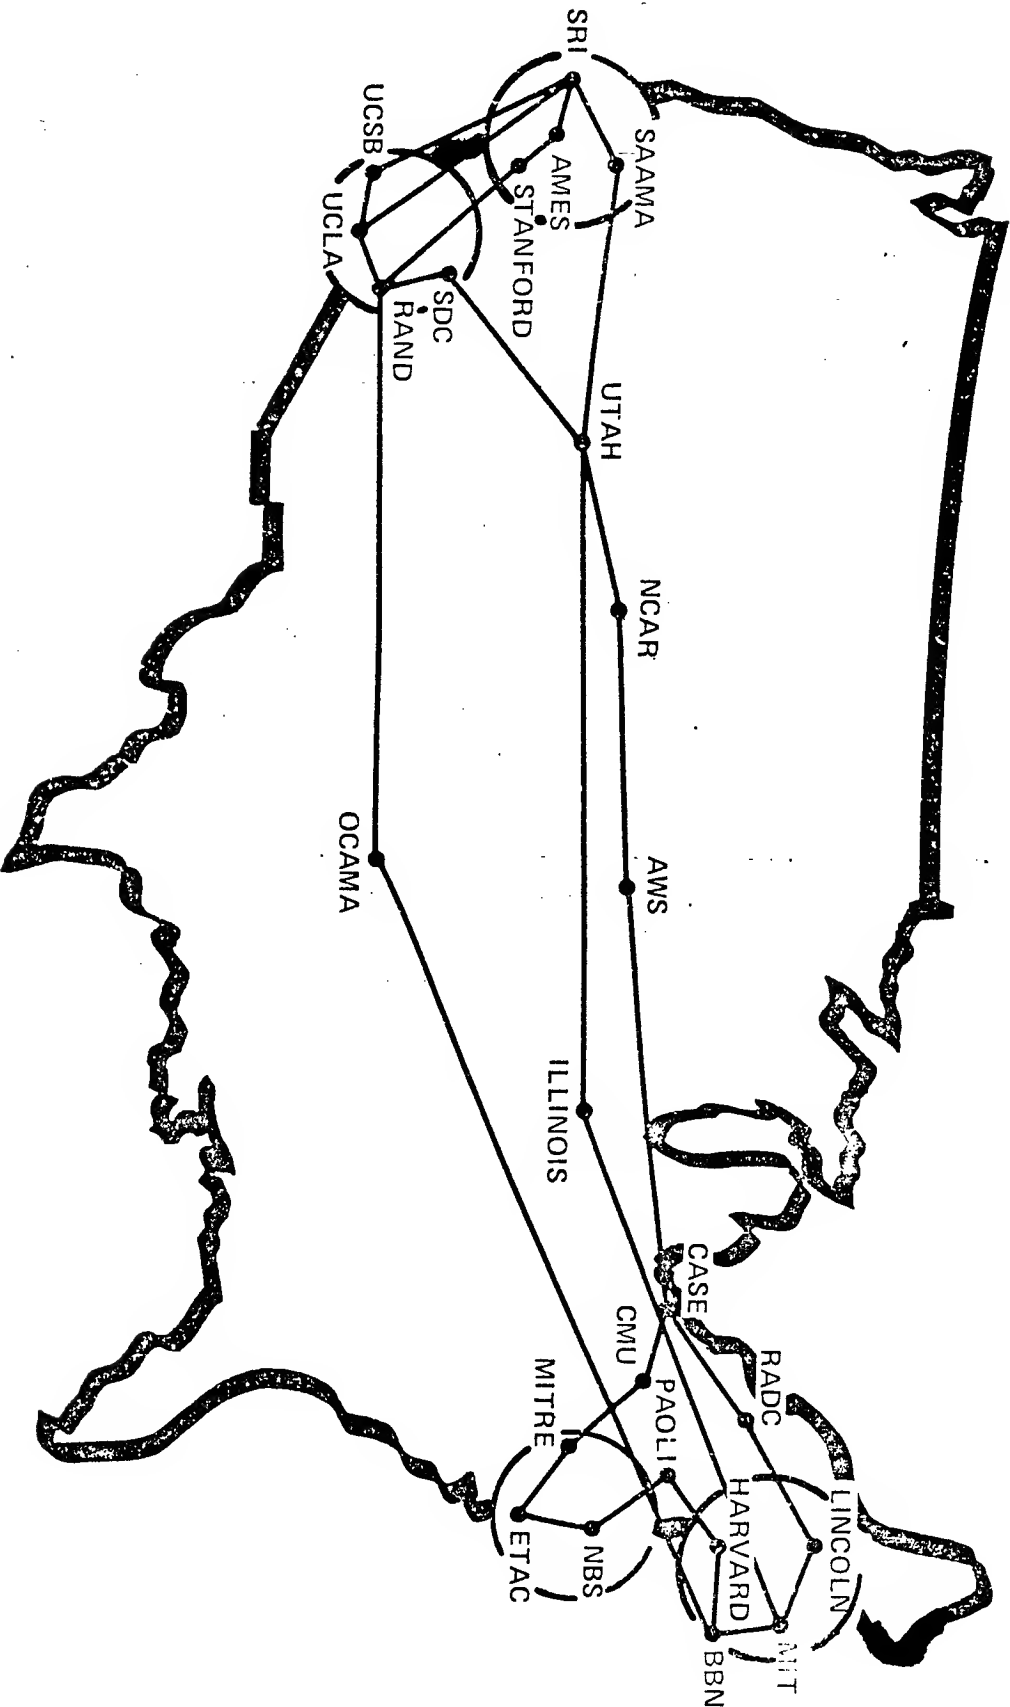 SRI
SAAMA
AMES
STANFORD
UCSB
UCLA
SDC
RAND
UTAH
NCAR
AWS
OCAMA
ILLINOIS
CASE
CMU
RADC
PAOLI
MITRE
LINCOLN
HARVARD
NBS
ETAC
MIT
BBN